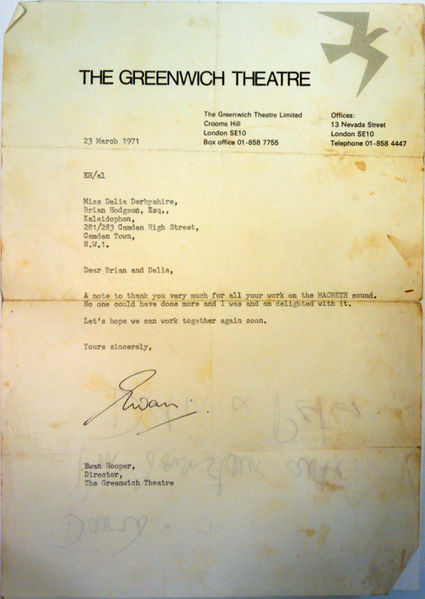 THE GREENWICH THEATRE
The Greenwich Theatre Limited
Crooms Hill
London SE10
Box office 01-858 7755
Offices:
13 Nevada Street
London SE10
Telephone 01-858 4447
23 March 1971
EH/al
Miss Delia Derbyshire,
Brian Hodgson, Esq.,
Kaleidophon,
281/283 Camden High Street,
Camden Town,
N.W.1.
Dear Brian and Delia,
A note to thank you very much for all your work on the MACBETH sound.
No one could have done more and I was and am delighted with it.
Let's hope we can work together again soon.
Yours sincerely,
Ewan
Ewan Hooper,
Director,
The Greenwich Theatre